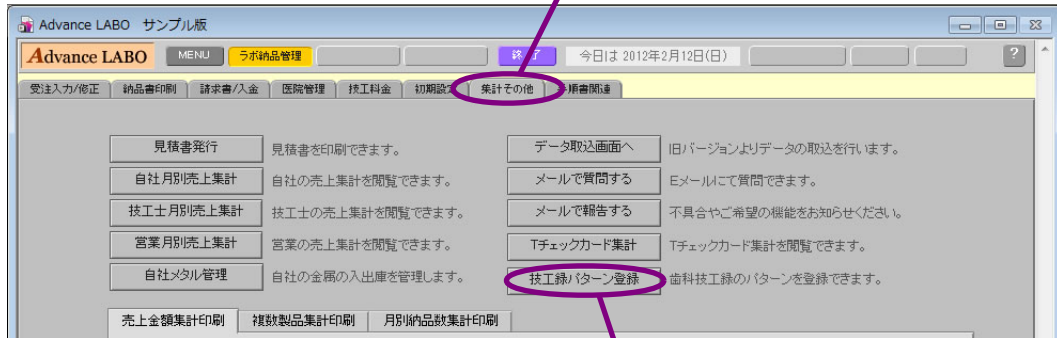 Advance LABO サンプル版
Advance LABO MENU ラボ納品管理 終了 今日は 2012年2月12日(日) ?
受注入力/修正 納品書印刷 請求書/入金 医院管理 技工料金 初期設定 集計その他 手順書関連
見積書発行 見積書を印刷できます。 データ取込画面へ 旧バージョンよりデータの取込を行います。
自社月別売上集計 自社の売上集計を閲覧できます。 メールで質問する Eメールにて質問できます。
技工士月別売上集計 技工士の売上集計を閲覧できます。 メールで報告する 不具合やご希望の機能をお知らせください。
営業月別売上集計 営業の売上集計を閲覧できます。 Tチェックカード集計 Tチェックカード集計を閲覧できます。
自社メタル管理 自社の金属の入出庫を管理します。 技工録パターン登録 歯科技工録のパターンを登録できます。
売上金額集計印刷 複数製品集計印刷 月別納品数集計印刷